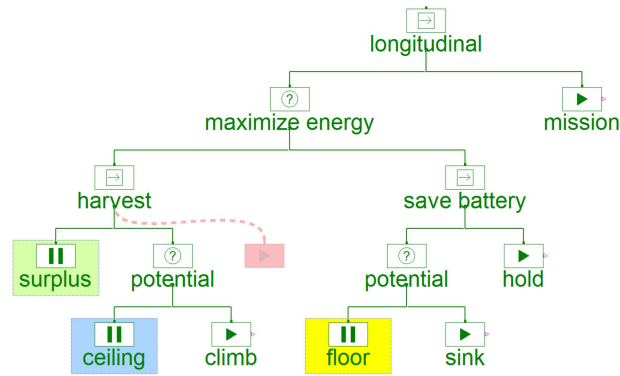 longitudinal
?
maximize energy
mission
harvest
save battery
?
?
surplus
potential
potential
hold
ceiling
climb
floor
sink